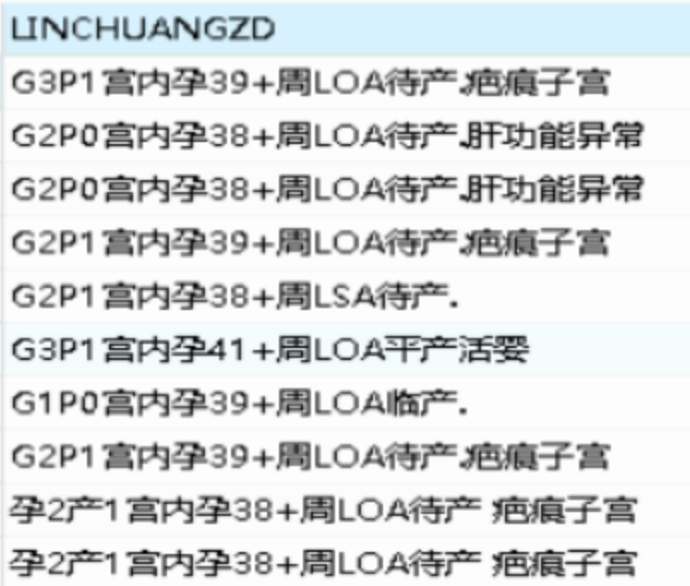 LINCHUANGZD
G3P1宫内孕39+周LOA待产.疤痕子宫
G2P0宫内孕38+周LOA待产.肝功能异常
G2P0宫内孕38+周LOA待产.肝功能异常
G2P1宫内孕39+周LOA待产.疤痕子宫
G2P1宫内孕38+周LSA待产.
G3P1宫内孕41+周LOA平产活婴
G1P0宫内孕39+周LOA临产.
G2P1宫内孕39+周LOA待产.疤痕子宫
孕2产1宫内孕38+周LOA待产 疤痕子宫
孕2产1宫内孕38+周LOA待产 疤痕子宫